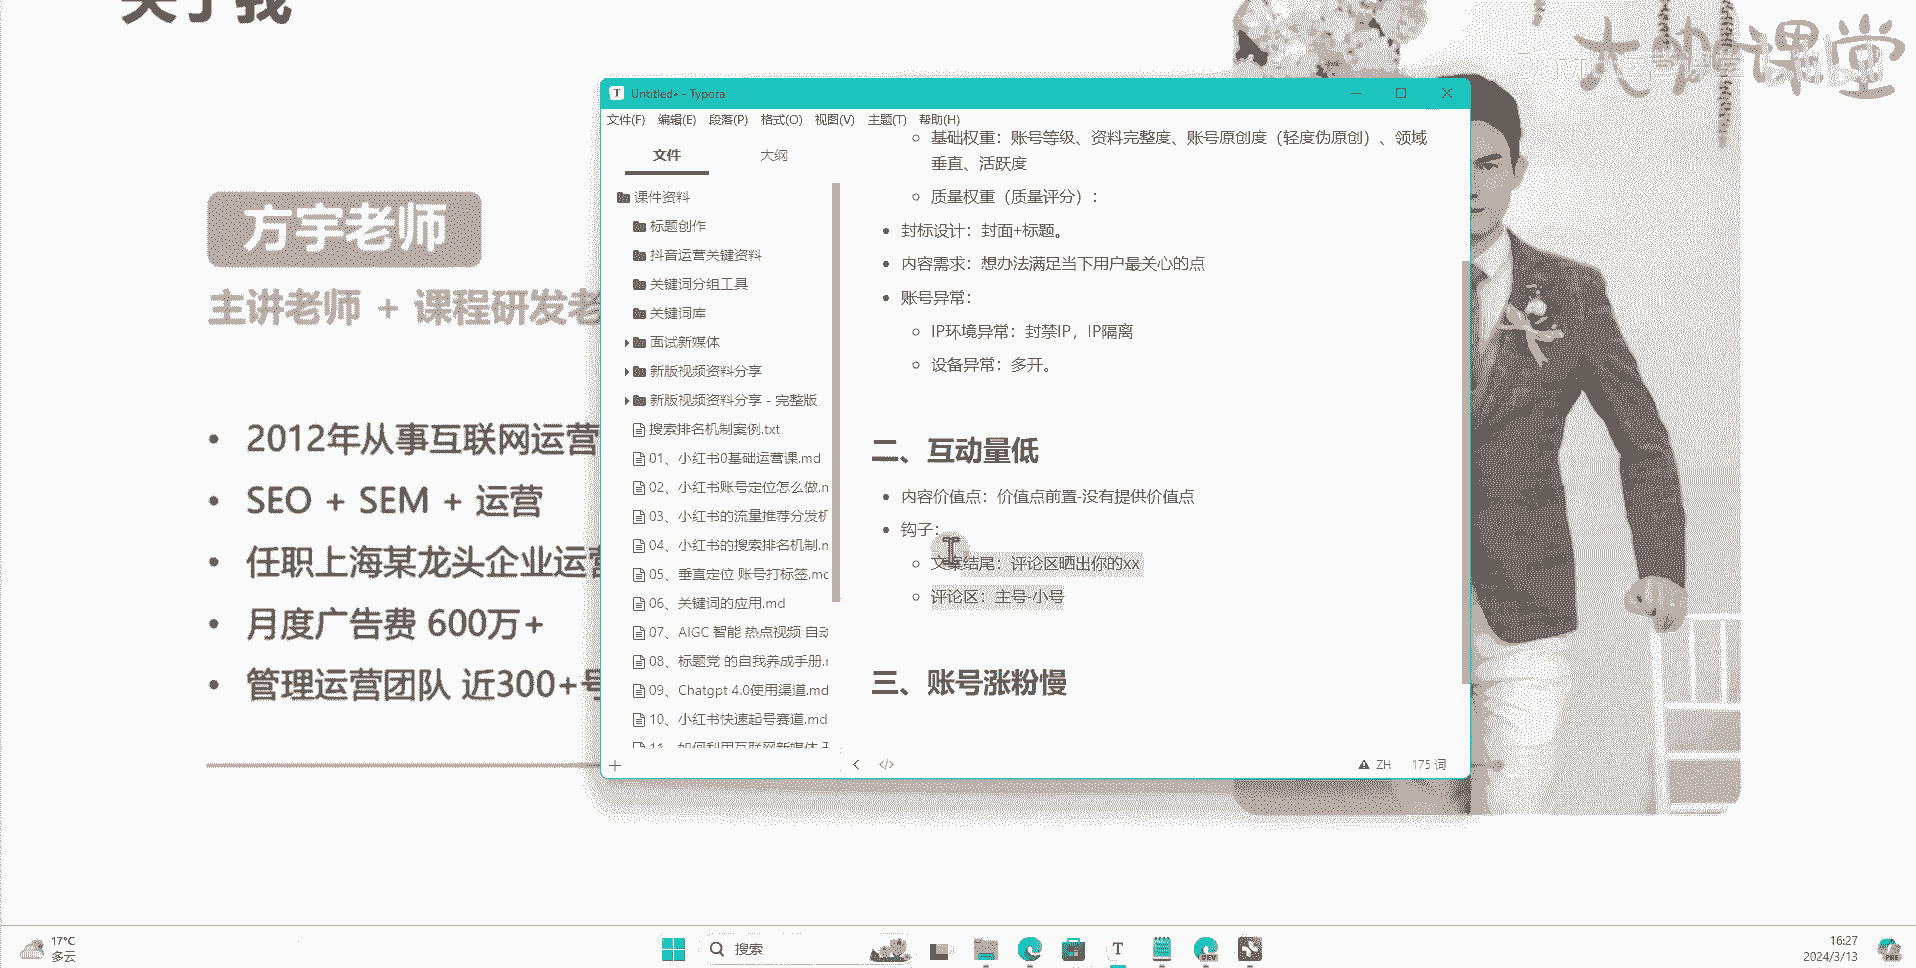 关于我
大咖课堂
方宇老师
主讲老师 + 课程研发老
2012年从事互联网运营
SEO + SEM + 运营
任职上海某龙头企业运营
月度广告费 600万+
管理运营团队 近300+号
Untitled• - Typora
文件(F) 编辑(E) 段落(P) 格式(O) 视图(V) 主题(T) 帮助(H)
文件 大纲
课件资料
标题创作
抖音运营关键资料
关键词分组工具
关键词库
面试新媒体
新版视频资料分享
新版视频资料分享 - 完整版
搜索排名机制案例.txt
01、小红书0基础运营课.md
02、小红书账号定位怎么做.m
03、小红书的流量推荐分发机
04、小红书的搜索排名机制.m
05、垂直定位 账号打标签.md
06、关键词的应用.md
07、AIGC 智能 热点视频 自动
08、标题党 的自我养成手册.m
09、Chatgpt 4.0使用渠道.md
10、小红书快速起号赛道.md
11、如何利用互联网新媒体
基础权重：账号等级、资料完整度、账号原创度（轻度伪原创）、领域
垂直、活跃度
质量权重（质量评分）：
封标设计：封面+标题。
内容需求：想办法满足当下用户最关心的点
账号异常：
IP环境异常：封禁IP，IP隔离
设备异常：多开。
二、互动量低
内容价值点：价值点前置-没有提供价值点
钩子：
文案结尾：评论区晒出你的xx
评论区：主号-小号
三、账号涨粉慢
ZH 175 词
17°C
多云
搜索
16:27
2024/3/13